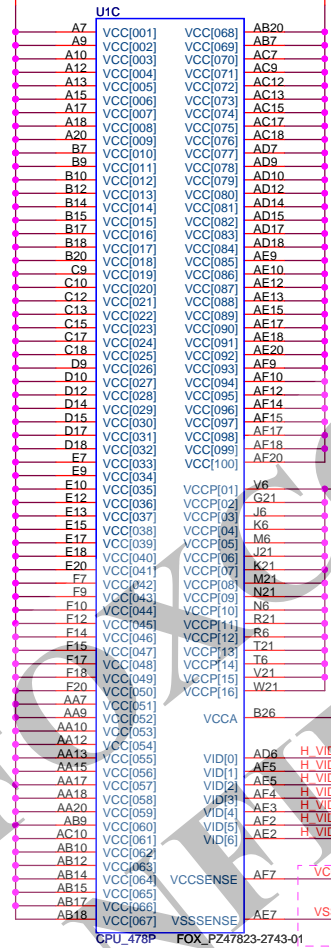 U1C
A7 VCC[001] VCC[068] AB20
A9 VCC[002] VCC[069] AB7
A10 VCC[003] VCC[070] AC7
A12 VCC[004] VCC[071] AC9
A13 VCC[005] VCC[072] AC12
A15 VCC[006] VCC[073] AC13
A17 VCC[007] VCC[074] AC15
A18 VCC[008] VCC[075] AC17
A20 VCC[009] VCC[076] AC18
B7 VCC[010] VCC[077] AD7
B9 VCC[011] VCC[078] AD9
B10 VCC[012] VCC[079] AD10
B12 VCC[013] VCC[080] AD12
B14 VCC[014] VCC[081] AD14
B15 VCC[015] VCC[082] AD15
B17 VCC[016] VCC[083] AD17
B18 VCC[017] VCC[084] AD18
B20 VCC[018] VCC[085] AE9
C9 VCC[019] VCC[086] AE10
C10 VCC[020] VCC[087] AE12
C12 VCC[021] VCC[088] AE13
C13 VCC[022] VCC[089] AE15
C15 VCC[023] VCC[090] AE17
C17 VCC[024] VCC[091] AE18
C18 VCC[025] VCC[092] AE20
D9 VCC[026] VCC[093] AF9
D10 VCC[027] VCC[094] AF10
D12 VCC[028] VCC[095] AF12
D14 VCC[029] VCC[096] AF14
D15 VCC[030] VCC[097] AF15
D17 VCC[031] VCC[098] AF17
D18 VCC[032] VCC[099] AF18
E7 VCC[033] VCC[100] AF20
E9 VCC[034]
E10 VCC[035] VCCP[01] V6
E12 VCC[036] VCCP[02] G21
E13 VCC[037] VCCP[03] J6
E15 VCC[038] VCCP[04] K6
E17 VCC[039] VCCP[05] M6
E18 VCC[040] VCCP[06] J21
E20 VCC[041] VCCP[07] K21
F7 VCC[042] VCCP[08] M21
F9 VCC[043] VCCP[09] N21
F10 VCC[044] VCCP[10] N6
F12 VCC[045] VCCP[11] R21
F14 VCC[046] VCCP[12] R6
F15 VCC[047] VCCP[13] T21
F17 VCC[048] VCCP[14] T6
F18 VCC[049] VCCP[15] V21
F20 VCC[050] VCCP[16] W21
AA7 VCC[051]
AA9 VCC[052] VCCA B26
AA10 VCC[053]
VCC[054]
AA13 VCC[055] VID[0] AD6 H_VID
AA15 VCC[056] VID[1] AF5 H_VID
AA17 VCC[057] VID[2] AE5 H_VID
AA18 VCC[058] VID[3] AF4 H_VID
AA20 VCC[059] VID[4] AE3 H_VID
AB9 VCC[060] VID[5] AF2 H_VID
AC10 VCC[061] VID[6] AE2 H_VID
AB10 VCC[062]
AB12 VCC[063]
AB14 VCC[064] VCCSENSE AF7 VC
AB15 VCC[065]
AB17 VCC[066]
AB18 VCC[067] VSSSENSE AE7 VS
CPU_478P FOX_PZ47823-2743-01